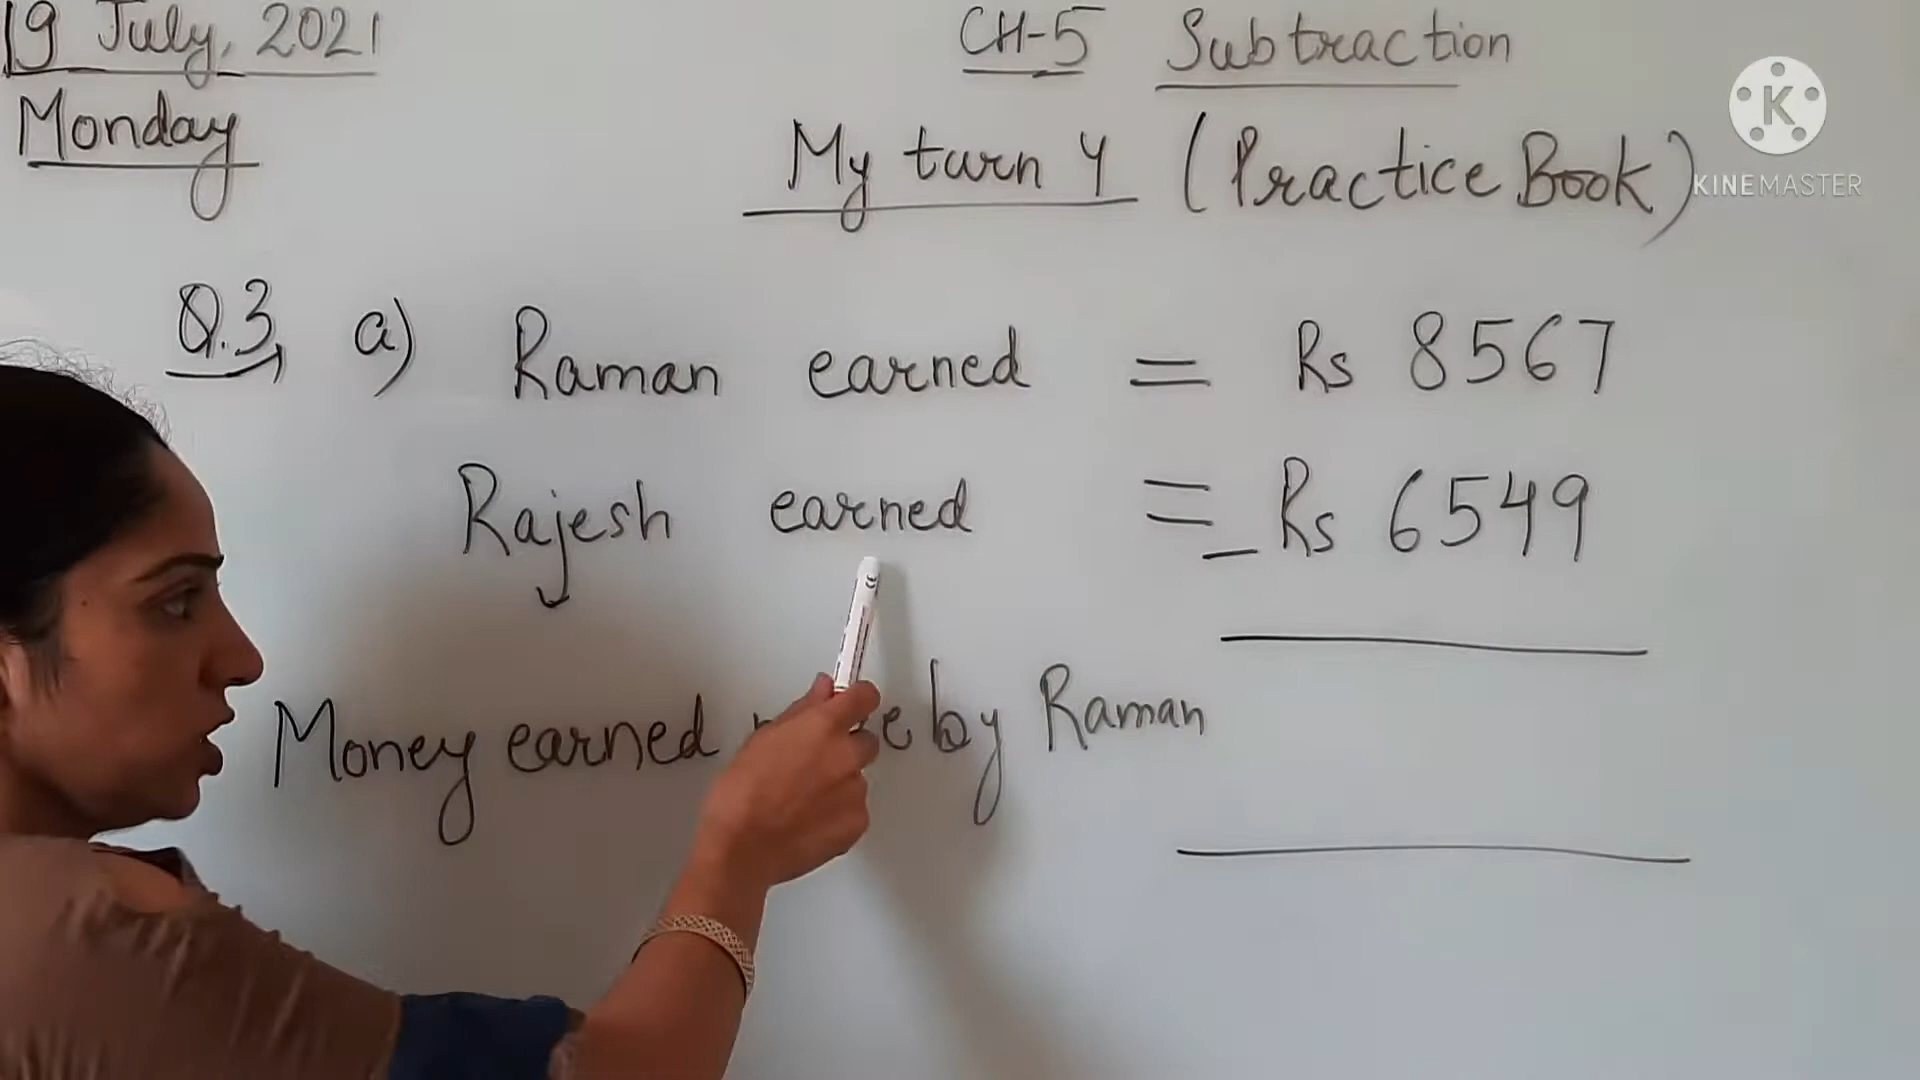 19 July, 2021
Monday
CH-5 Subtraction
My turn 4 (Practice Book)
KINEMASTER
Q.3, a) Raman earned = Rs 8567
Rajesh earned = - Rs 6549
Money earned by Raman